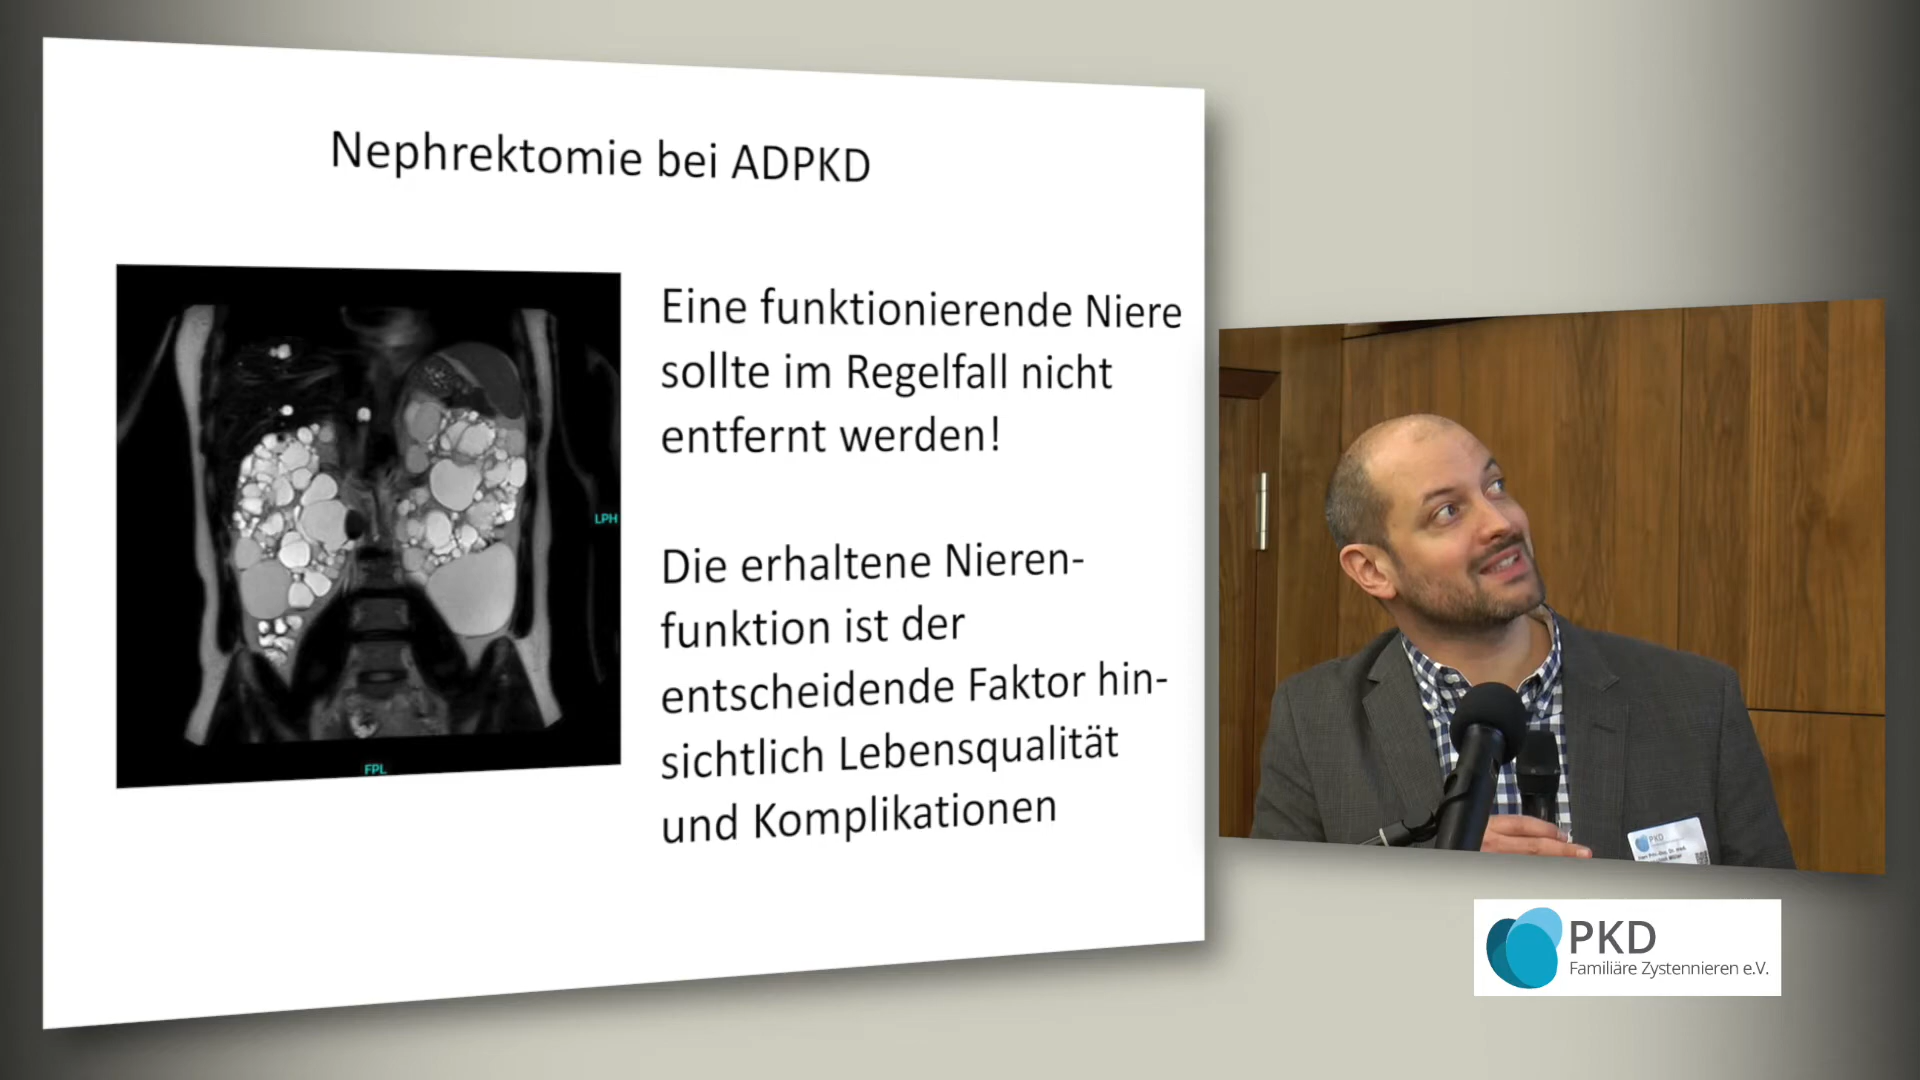 Nephrektomie bei ADPKD
Eine funktionierende Niere
sollte im Regelfall nicht
entfernt werden!
Die erhaltene Nieren-
funktion ist der
entscheidende Faktor hin-
sichtlich Lebensqualität
und Komplikationen
LPH
FPL
PKD
PKD
Familiäre Zystennieren e.V.